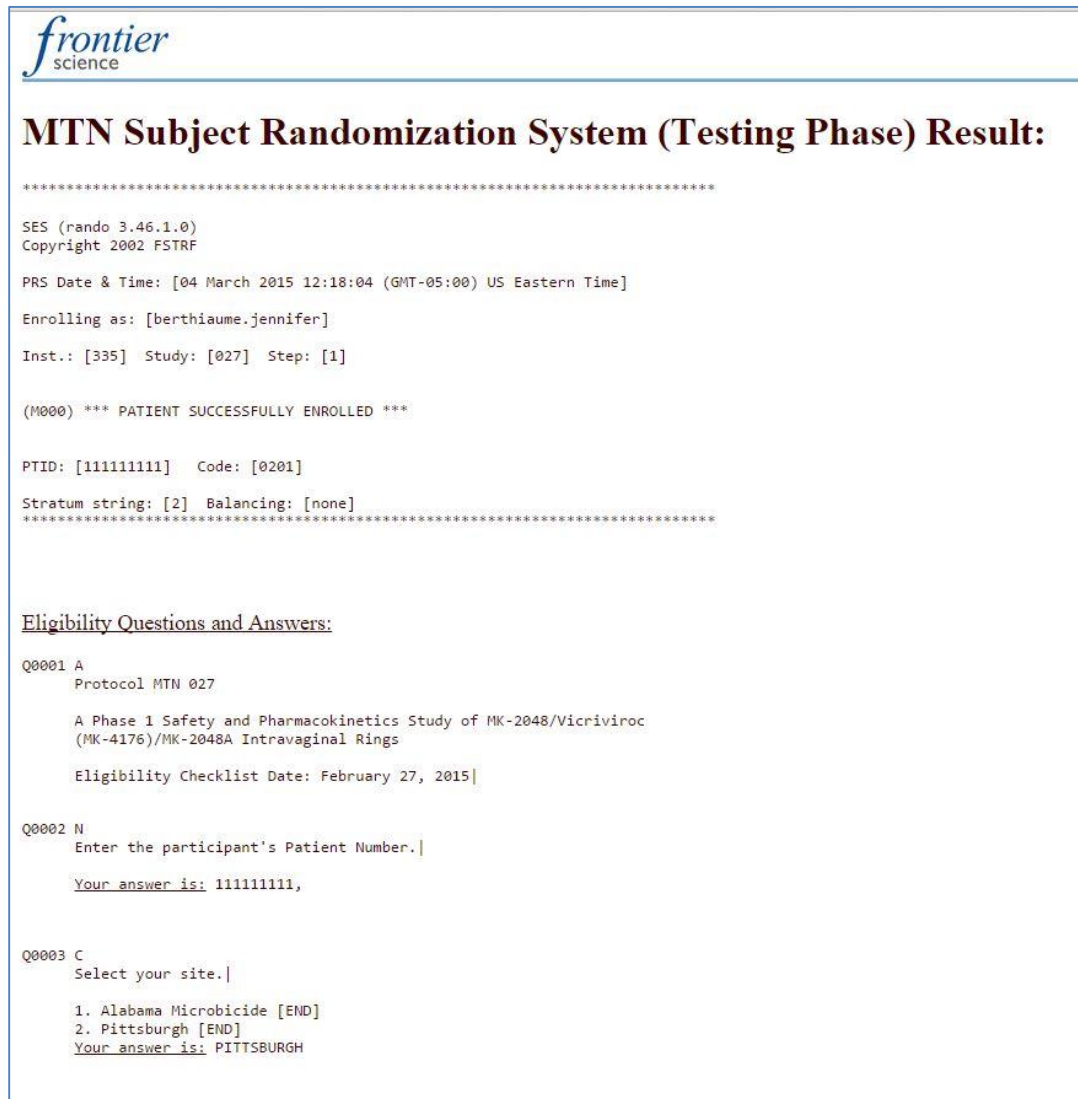 frontier
science
MTN Subject Randomization System (Testing Phase) Result:
*******************************************************************************
SES (rando 3.46.1.0)
Copyright 2002 FSTRF
PRS Date & Time: [04 March 2015 12:18:04 (GMT-05:00) US Eastern Time]
Enrolling as: [berthiaume.jennifer]
Inst.: [335] Study: [027] Step: [1]
(M000) *** PATIENT SUCCESSFULLY ENROLLED ***
PTID: [111111111] Code: [0201]
Stratum string: [2] Balancing: [none]
*******************************************************************************
Eligibility Questions and Answers:
Q0001 A
Protocol MTN 027
A Phase 1 Safety and Pharmacokinetics Study of MK-2048/Vicriviroc
(MK-4176)/MK-2048A Intravaginal Rings
Eligibility Checklist Date: February 27, 2015|
Q0002 N
Enter the participant's Patient Number.|
Your answer is: 111111111,
Q0003 C
Select your site.|
1. Alabama Microbicide [END]
2. Pittsburgh [END]
Your answer is: PITTSBURGH